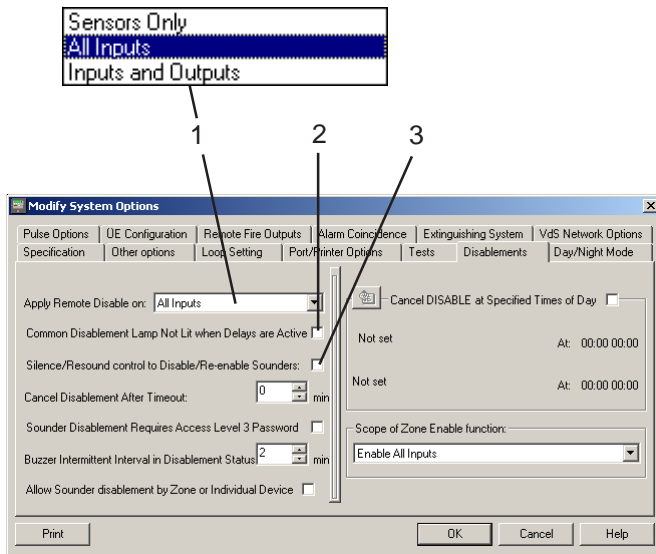 Sensors Only
All Inputs
Inputs and Outputs
1 2 3
Modify System Options
Pulse Options UE Configuration Remote Fire Outputs Alarm Coincidence Extinguishing System VdS Network Options
Specification Other options Loop Setting Port/Printer Options Tests Disablements Day/Night Mode
Apply Remote Disable on: All Inputs
Common Disablement Lamp Not Lit when Delays are Active
Silence/Resound control to Disable/Re-enable Sounders:
Cancel Disablement After Timeout: 0 min
Sounder Disablement Requires Access Level 3 Password
Buzzer Intermittent Interval in Disablement Status 2 min
Allow Sounder disablement by Zone or Individual Device
Cancel DISABLE at Specified Times of Day
Not set At: 00:00 00:00
Not set At: 00:00 00:00
Scope of Zone Enable function:
Enable All Inputs
Print OK Cancel Help